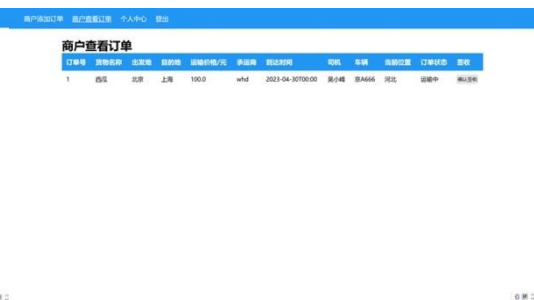 商户添加订单 商户查看订单 个人中心 登出
商户查看订单
订单号 货物名称 出发地 目的地 运输价格/元 承运商 到达时间 司机 车辆 当前位置 订单状态 签收
1 西瓜 北京 上海 100.0 whd 2023-04-30T00:00 吴小峰 京A666 河北 运输中 确认签收